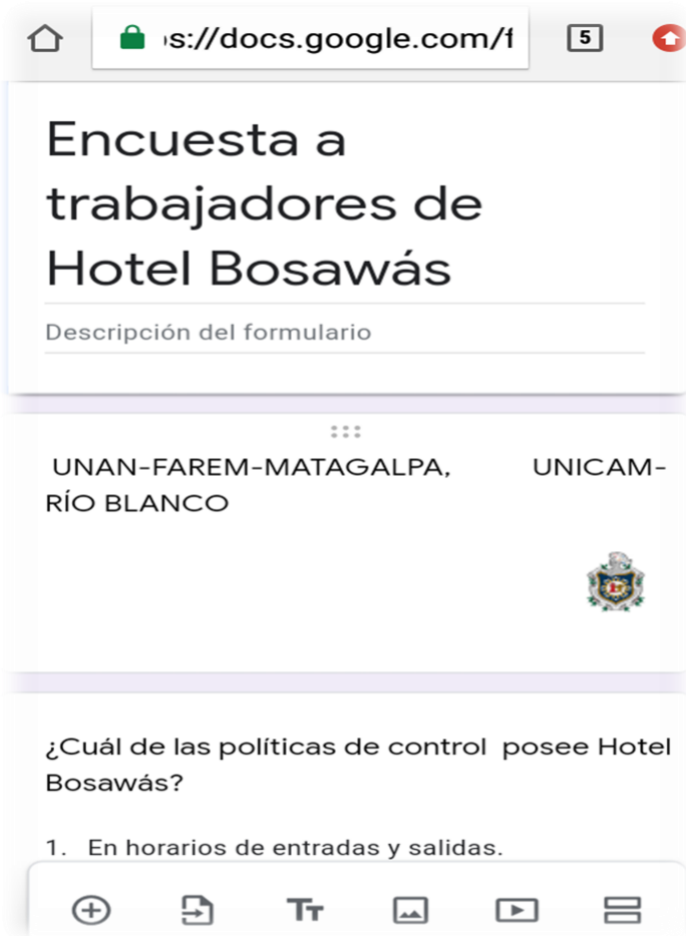 s://docs.google.com/f
5
Encuesta a
trabajadores de
Hotel Bosawás
Descripción del formulario
UNAN-FAREM-MATAGALPA, UNICAM-
RÍO BLANCO
¿Cuál de las políticas de control posee Hotel
Bosawás?
1. En horarios de entradas y salidas.
Tт